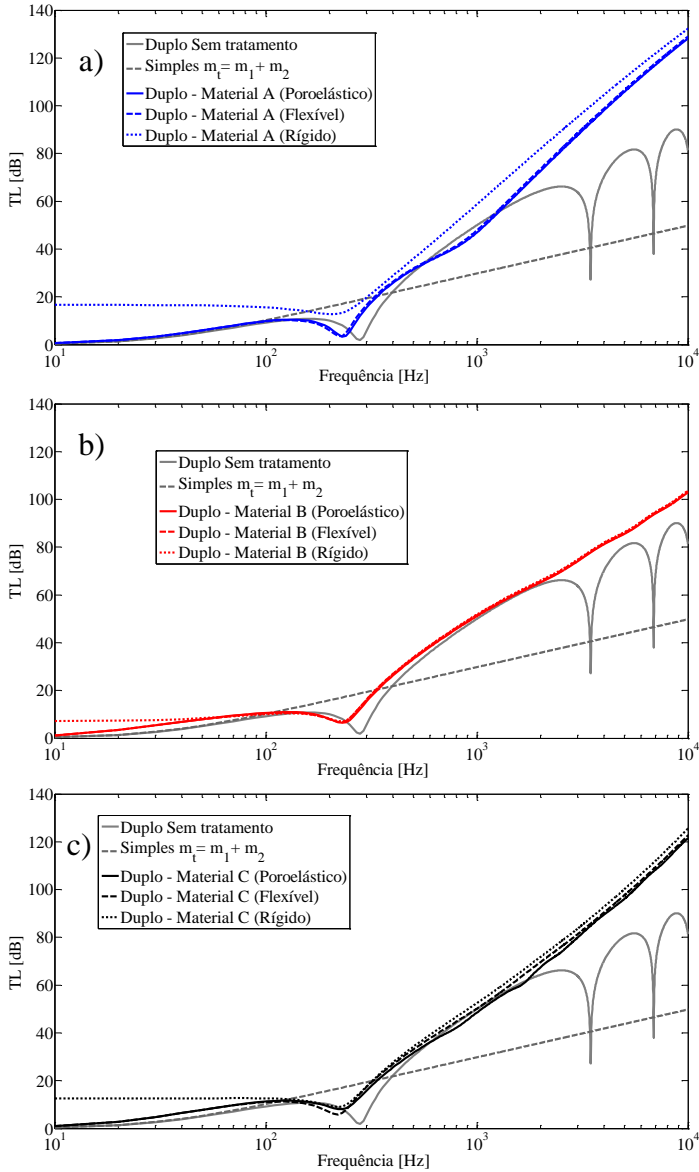 140
120
100
80
60
40
20
0
TL [dB]
a)
Duplo Sem tratamento
Simples m_t= m_1+ m_2
Duplo - Material A (Poroelástico)
Duplo - Material A (Flexível)
Duplo - Material A (Rígido)
10^1
10^2
10^3
10^4
Frequência [Hz]
140
120
100
80
60
40
20
0
TL [dB]
b)
Duplo Sem tratamento
Simples m_t= m_1+ m_2
Duplo - Material B (Poroelástico)
Duplo - Material B (Flexível)
Duplo - Material B (Rígido)
10^1
10^2
10^3
10^4
Frequência [Hz]
140
120
100
80
60
40
20
0
TL [dB]
c)
Duplo Sem tratamento
Simples m_t= m_1+ m_2
Duplo - Material C (Poroelástico)
Duplo - Material C (Flexível)
Duplo - Material C (Rígido)
10^1
10^2
10^3
10^4
Frequência [Hz]